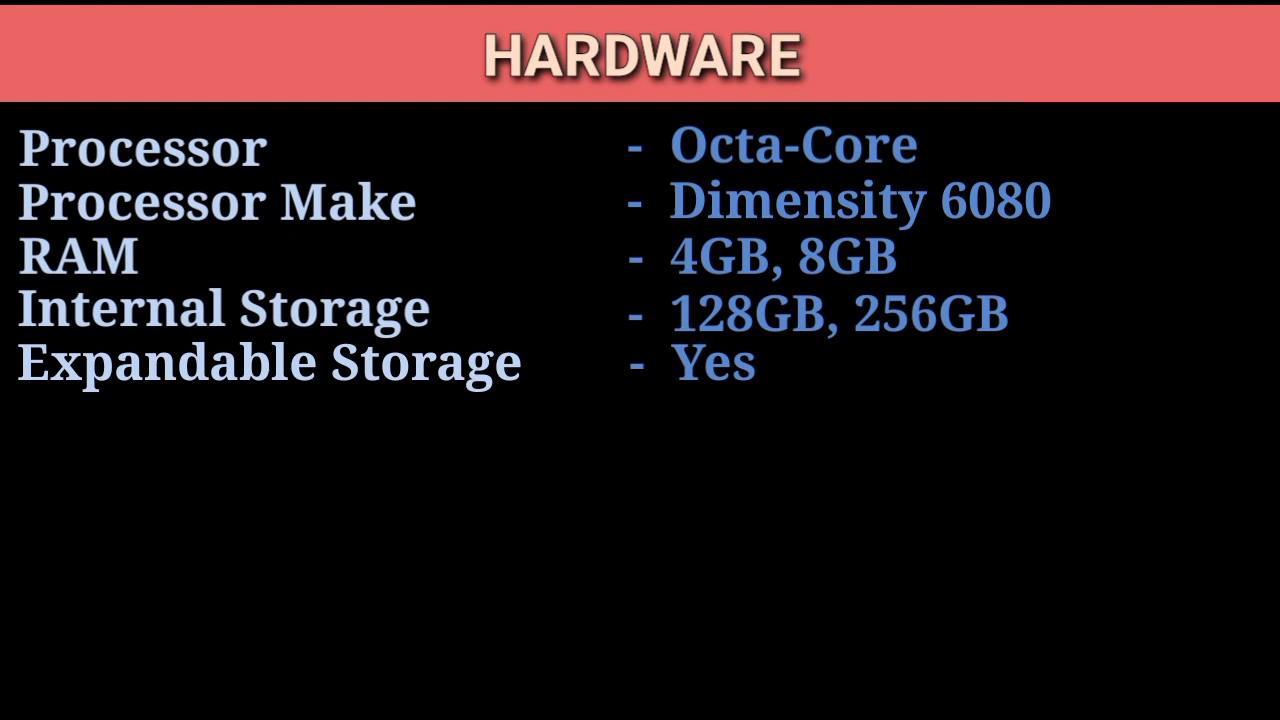 HARDWARE
Processor - Octa-Core
Processor Make - Dimensity 6080
RAM - 4GB, 8GB
Internal Storage - 128GB, 256GB
Expandable Storage - Yes